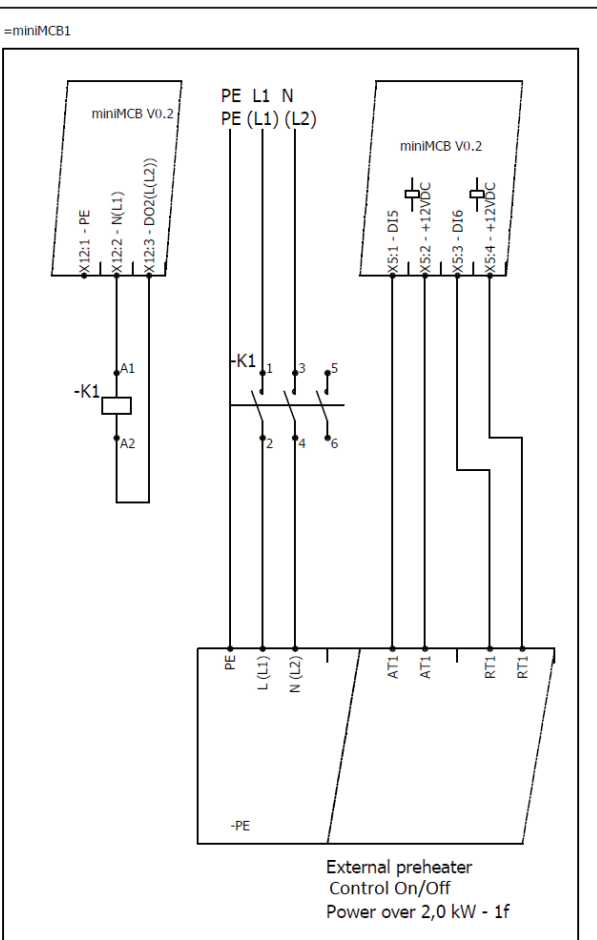 =miniMCB1
miniMCB V0.2
X12:1 - PE
X12:2 - N(L1)
X12:3 - DO2(L(L2))
PE L1 N
PE (L1) (L2)
miniMCB V0.2
X5:1 - DI5
X5:2 - +12VDC
X5:3 - DI6
X5:4 - +12VDC
A1
-K1
A2
-K1
1
3
5
2
4
6
PE
L (L1)
N (L2)
AT1
AT1
RT1
RT1
-PE
External preheater
Control On/Off
Power over 2,0 kW - 1f